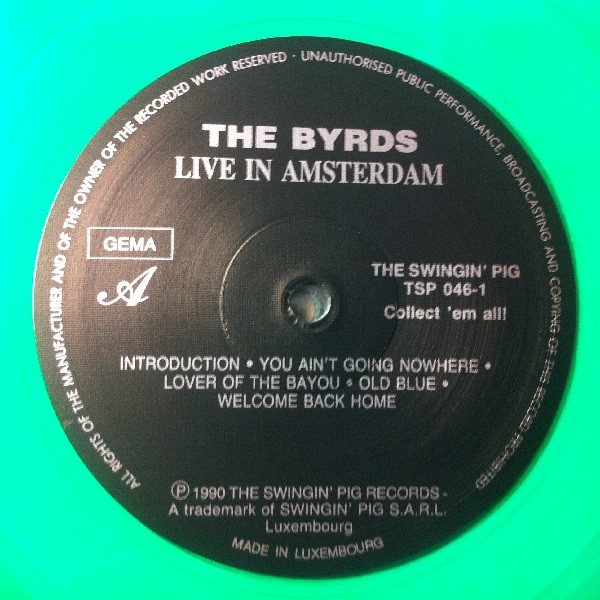 ALL RIGHTS OF THE MANUFACTURER AND OF THE OWNER OF THE RECORDED WORK RESERVED · UNAUTHORISED PUBLIC PERFORMANCE, BROADCASTING AND COPYING OF THIS RECORD PROHIBITED
THE BYRDS
LIVE IN AMSTERDAM
GEMA
A
THE SWINGIN' PIG
TSP 046-1
Collect 'em all!
INTRODUCTION • YOU AIN'T GOING NOWHERE •
LOVER OF THE BAYOU • OLD BLUE •
WELCOME BACK HOME
Ⓟ 1990 THE SWINGIN' PIG RECORDS -
A trademark of SWINGIN' PIG S.A.R.L.
Luxembourg
MADE IN LUXEMBOURG